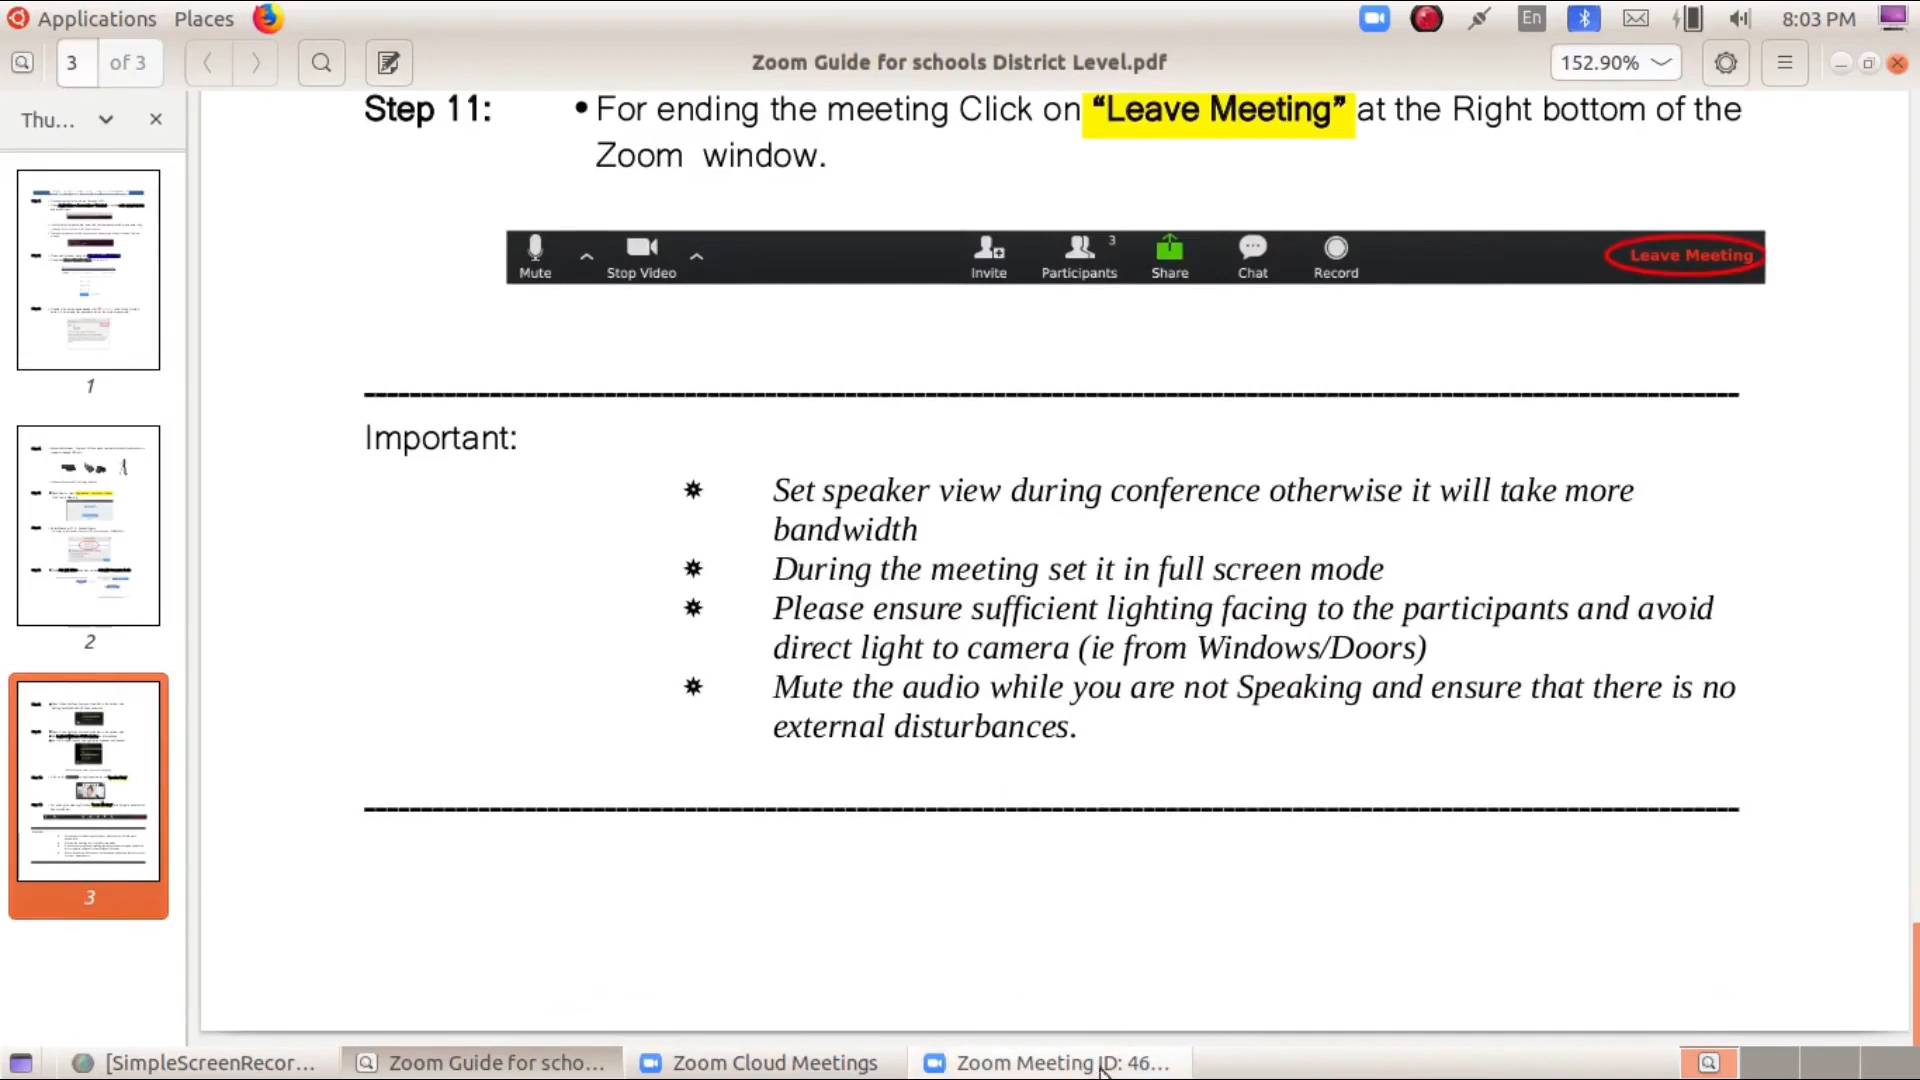 Applications Places En 8:03 PM
3 of 3 Zoom Guide for schools District Level.pdf 152.90%
Thu...
1
2
3
Step 11: • For ending the meeting Click on “Leave Meeting” at the Right bottom of the
Zoom window.
Mute Stop Video Invite Participants 3 Share Chat Record Leave Meeting
Important:
Set speaker view during conference otherwise it will take more
bandwidth
During the meeting set it in full screen mode
Please ensure sufficient lighting facing to the participants and avoid
direct light to camera (ie from Windows/Doors)
Mute the audio while you are not Speaking and ensure that there is no
external disturbances.
[SimpleScreenRecor... Zoom Guide for scho... Zoom Cloud Meetings Zoom Meeting ID: 46...